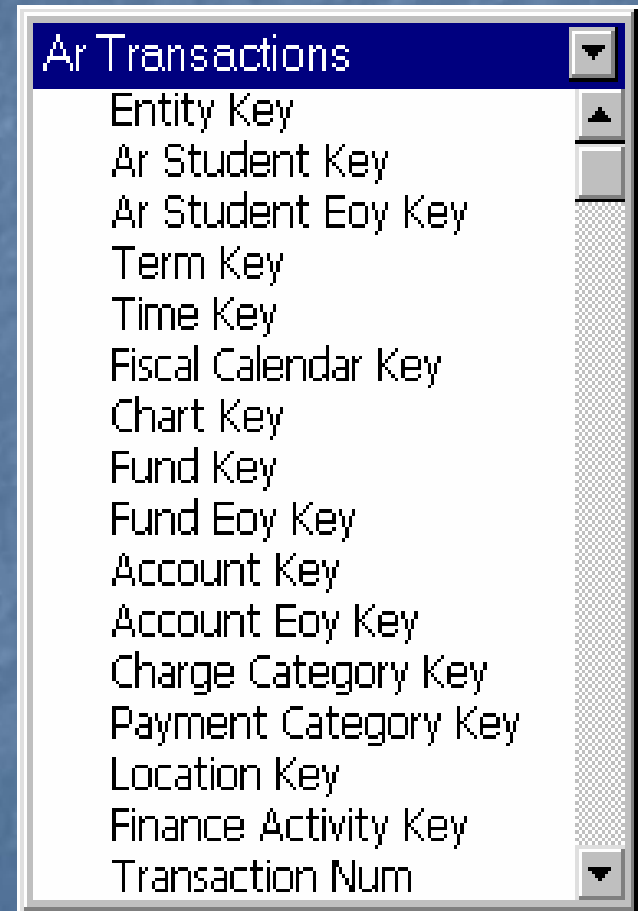 Ar Transactions
Entity Key
Ar Student Key
Ar Student Eoy Key
Term Key
Time Key
Fiscal Calendar Key
Chart Key
Fund Key
Fund Eoy Key
Account Key
Account Eoy Key
Charge Category Key
Payment Category Key
Location Key
Finance Activity Key
Transaction Num